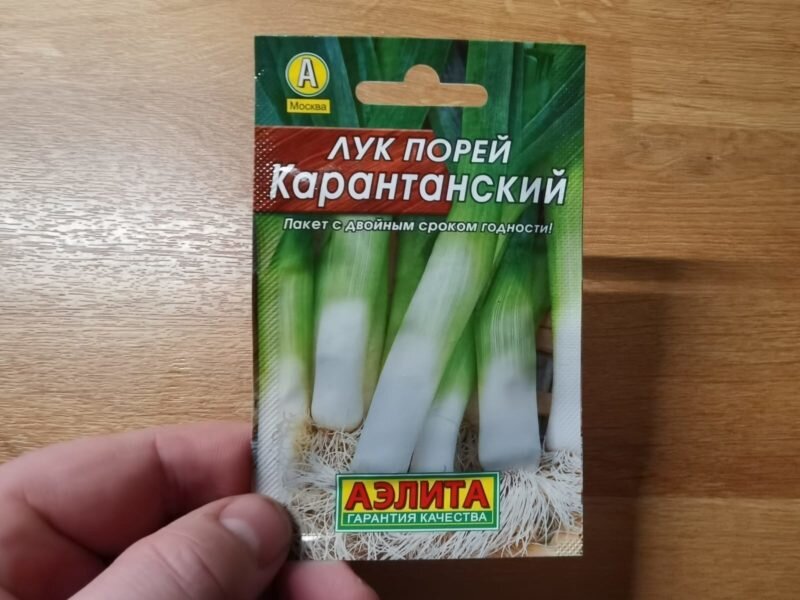 А
Москва
ЛУК ПОРЕЙ
Карантанский
Пакет с двойным сроком годности!
АЭЛИТА
ГАРАНТИЯ КАЧЕСТВА